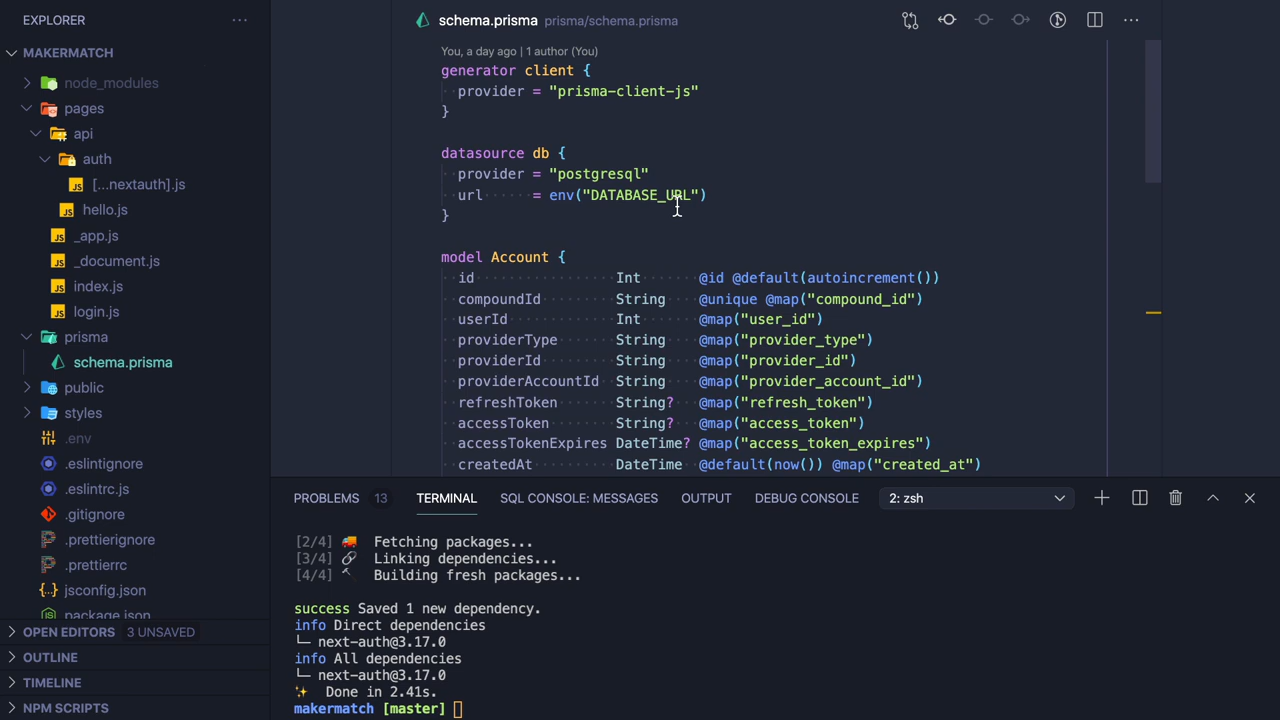 EXPLORER
MAKERMATCH
node_modules
pages
api
auth
[...nextauth].js
hello.js
_app.js
_document.js
index.js
login.js
prisma
schema.prisma
public
styles
.env
.eslintignore
.eslintrc.js
.gitignore
.prettierignore
.prettierrc
jsconfig.json
package.json
OPEN EDITORS 3 UNSAVED
OUTLINE
TIMELINE
NPM SCRIPTS
schema.prisma prisma/schema.prisma
You, a day ago | 1 author (You)
generator client {
provider = "prisma-client-js"
}
datasource db {
provider = "postgresql"
url = env("DATABASE_URL")
}
model Account {
id Int @id @default(autoincrement())
compoundId String @unique @map("compound_id")
userId Int @map("user_id")
providerType String @map("provider_type")
providerId String @map("provider_id")
providerAccountId String @map("provider_account_id")
refreshToken String? @map("refresh_token")
accessToken String? @map("access_token")
accessTokenExpires DateTime? @map("access_token_expires")
createdAt DateTime @default(now()) @map("created_at")
PROBLEMS 13 TERMINAL SQL CONSOLE: MESSAGES OUTPUT DEBUG CONSOLE 2: zsh
[2/4] 🚚 Fetching packages...
[3/4] 🔗 Linking dependencies...
[4/4] 🔨 Building fresh packages...
success Saved 1 new dependency.
info Direct dependencies
└─ next-auth@3.17.0
info All dependencies
└─ next-auth@3.17.0
✨ Done in 2.41s.
makermatch [master]